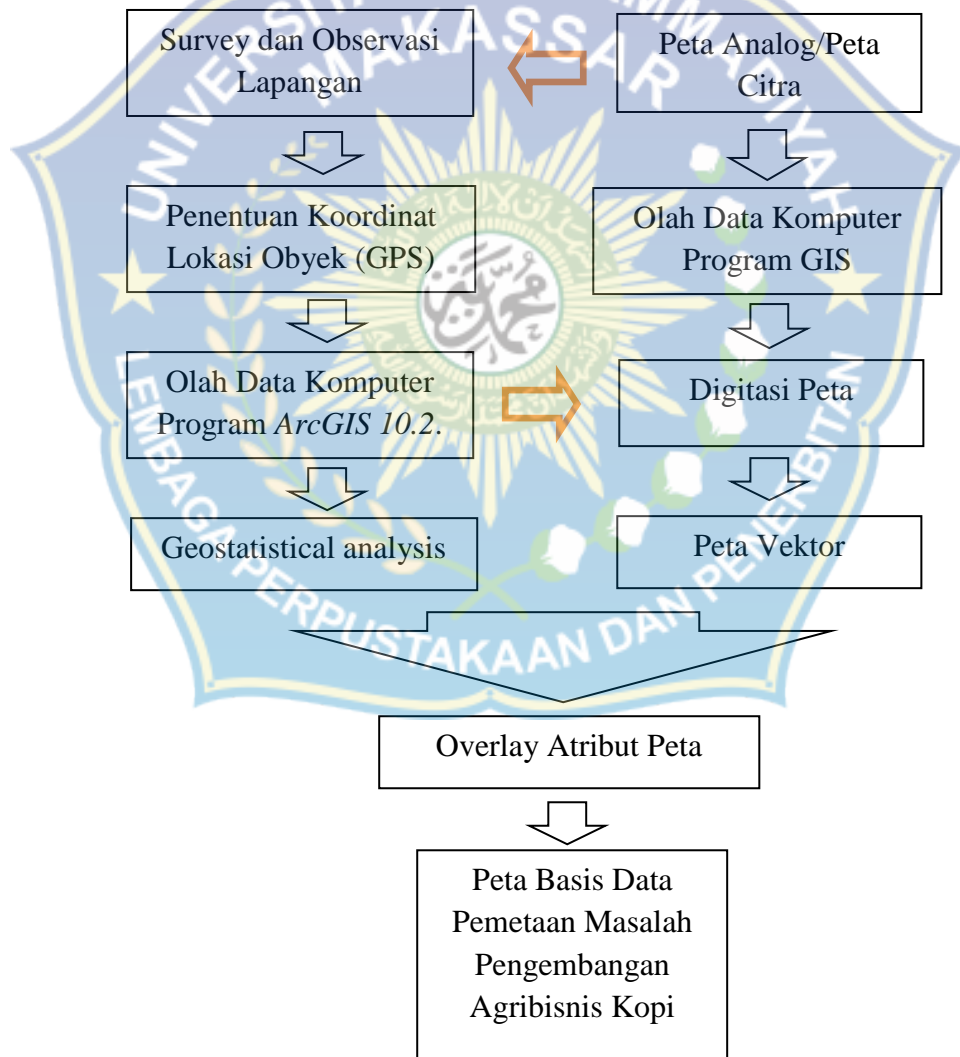 UNIVERSITAS MUHAMMADIYAH
MAKASSAR
Survey dan Observasi
Lapangan
Peta Analog/Peta
Citra
Penentuan Koordinat
Lokasi Obyek (GPS)
Olah Data Komputer
Program GIS
محمد
Olah Data Komputer
Program ArcGIS 10.2.
Digitasi Peta
Geostatistical analysis
Peta Vektor
LEMBAGA PERPUSTAKAAN DAN PENERBITAN
Overlay Atribut Peta
Peta Basis Data
Pemetaan Masalah
Pengembangan
Agribisnis Kopi